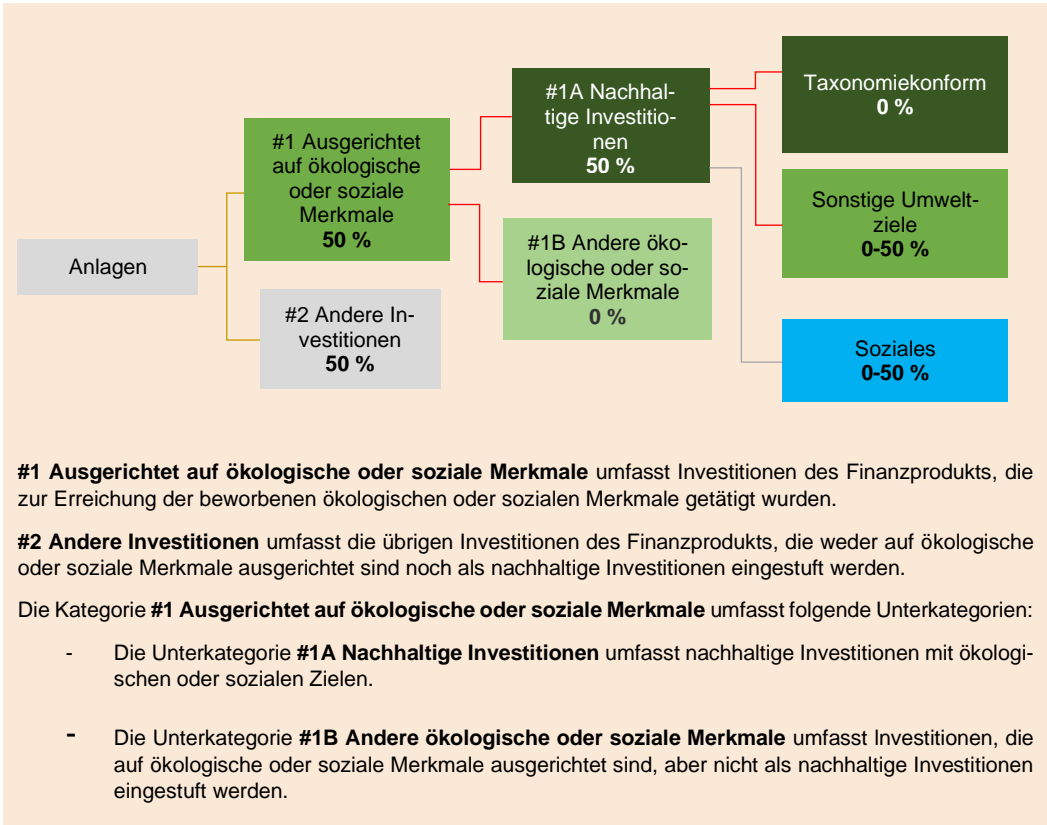 Anlagen
#1 Ausgerichtet
auf ökologische
oder soziale
Merkmale
50 %
#2 Andere In-
vestitionen
50 %
#1A Nachhal-
tige Investitio-
nen
50 %
#1B Andere öko-
logische oder so-
ziale Merkmale
0 %
Taxonomiekonform
0 %
Sonstige Umwelt-
ziele
0-50 %
Soziales
0-50 %
#1 Ausgerichtet auf ökologische oder soziale Merkmale umfasst Investitionen des Finanzprodukts, die
zur Erreichung der beworbenen ökologischen oder sozialen Merkmale getätigt wurden.
#2 Andere Investitionen umfasst die übrigen Investitionen des Finanzprodukts, die weder auf ökologische
oder soziale Merkmale ausgerichtet sind noch als nachhaltige Investitionen eingestuft werden.
Die Kategorie #1 Ausgerichtet auf ökologische oder soziale Merkmale umfasst folgende Unterkategorien:
- Die Unterkategorie #1A Nachhaltige Investitionen umfasst nachhaltige Investitionen mit ökologi-
schen oder sozialen Zielen.
- Die Unterkategorie #1B Andere ökologische oder soziale Merkmale umfasst Investitionen, die
auf ökologische oder soziale Merkmale ausgerichtet sind, aber nicht als nachhaltige Investitionen
eingestuft werden.